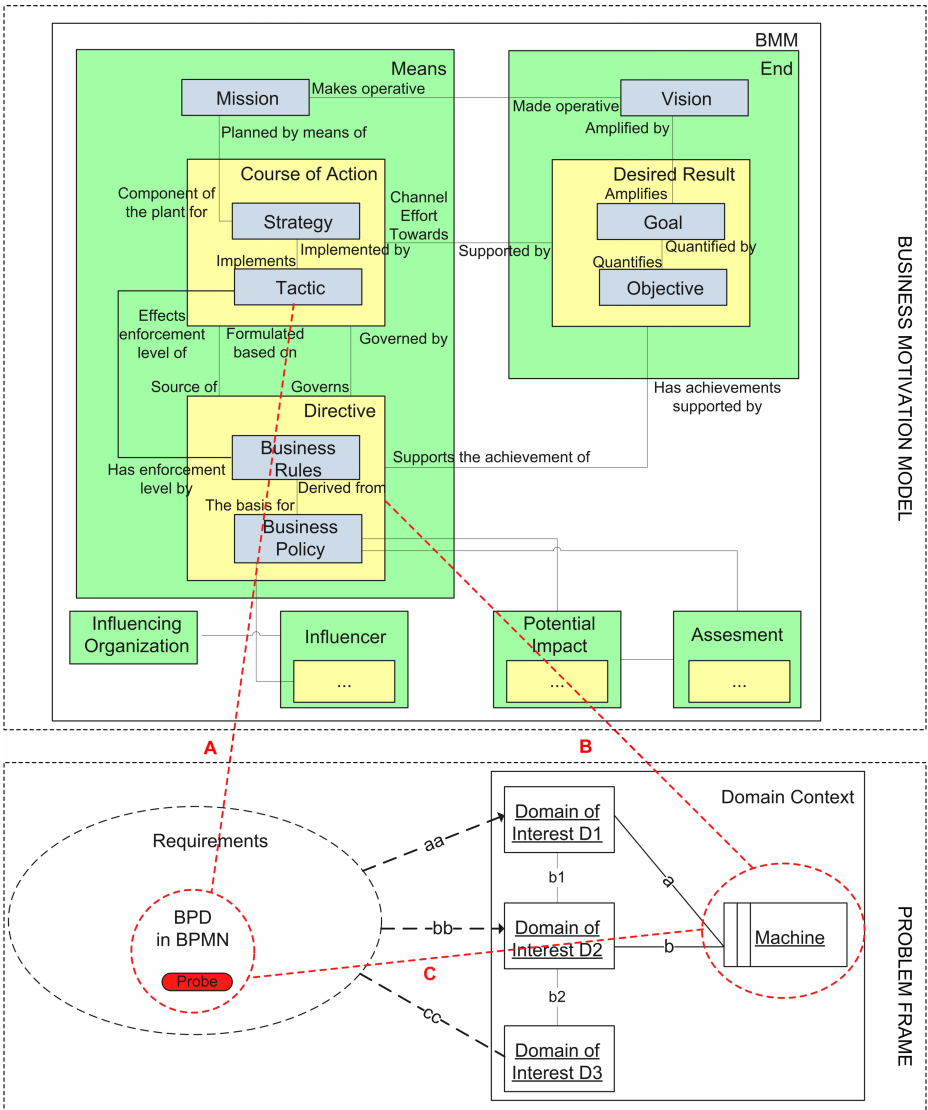 BMM
Means
End
Mission
Makes operative
Made operative
Vision
Planned by means of
Amplified by
Course of Action
Desired Result
Component of
the plant for
Channel
Effort
Towards
Amplifies
Strategy
Goal
Implemented by
Supported by
Quantified by
Implements
Quantifies
Tactic
Objective
Effects
enforcement
level of
Formulated
based on
Governed by
Source of
Governs
Has achievements
supported by
Directive
Business
Rules
Has enforcement
level by
Supports the achievement of
Derived from
The basis for
Business
Policy
Influencing
Organization
Influencer
...
Potential
Impact
...
Assesment
...
BUSINESS MOTIVATION MODEL
A
B
Requirements
Domain Context
Domain of
Interest D1
aa
a
b1
BPD
in BPMN
Probe
bb
Domain of
Interest D2
b
Machine
C
b2
cc
Domain of
Interest D3
PROBLEM FRAME